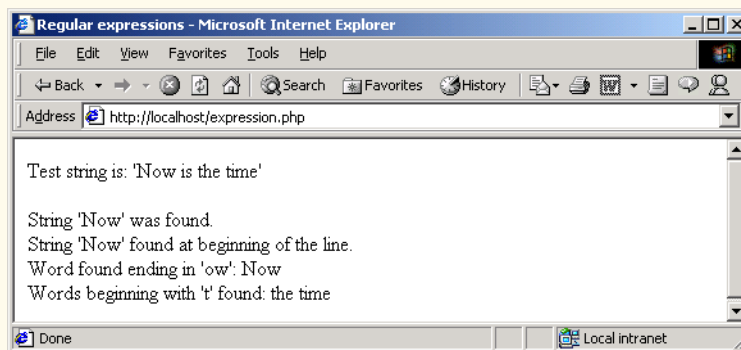 Regular expressions - Microsoft Internet Explorer
File Edit View Favorites Tools Help
Back Search Favorites History
Address http://localhost/expression.php
Test string is: 'Now is the time'
String 'Now' was found.
String 'Now' found at beginning of the line.
Word found ending in 'ow': Now
Words beginning with 't' found: the time
Done Local intranet